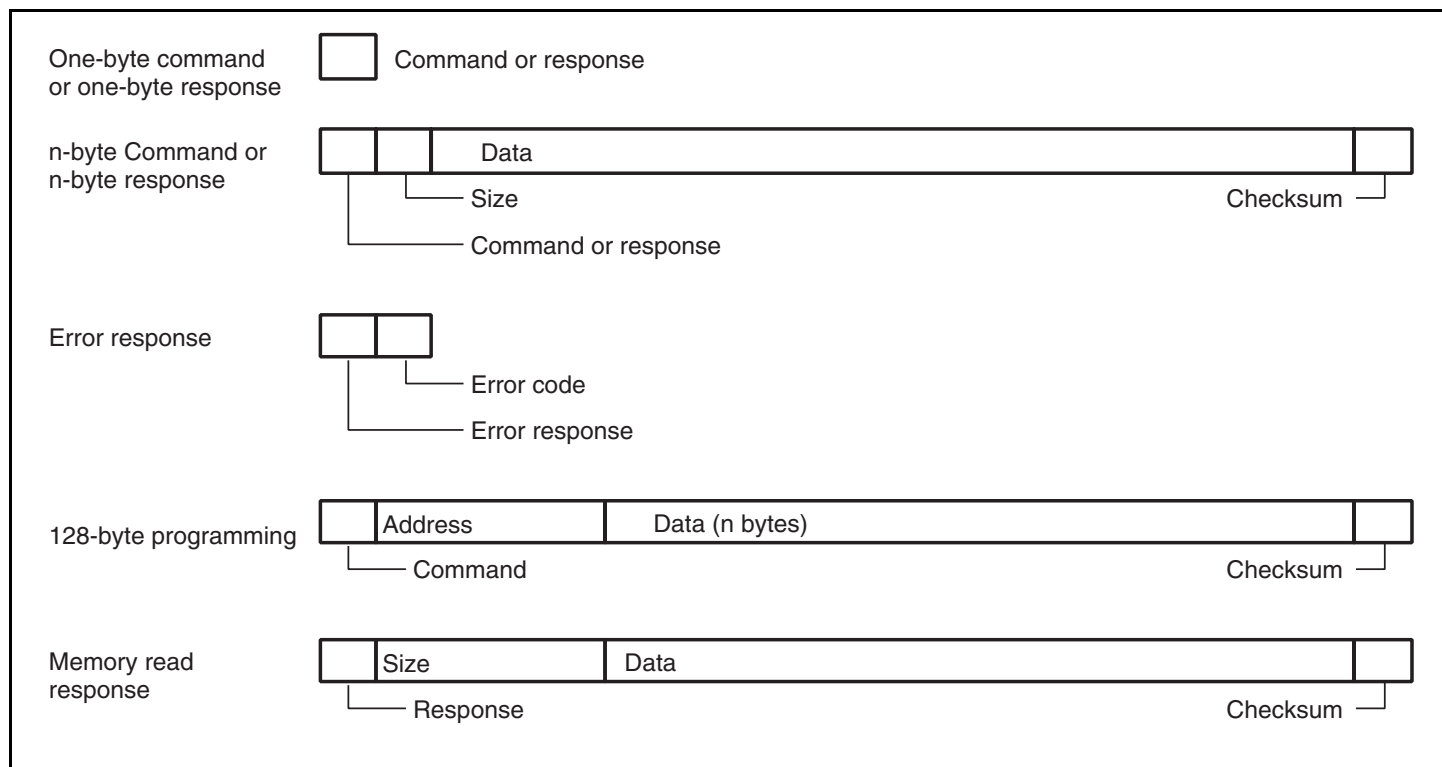 One-byte command
or one-byte response
Command or response
n-byte Command or
n-byte response
Data
Size
Checksum
Command or response
Error response
Error code
Error response
128-byte programming
Address
Data (n bytes)
Command
Checksum
Memory read
response
Size
Data
Response
Checksum